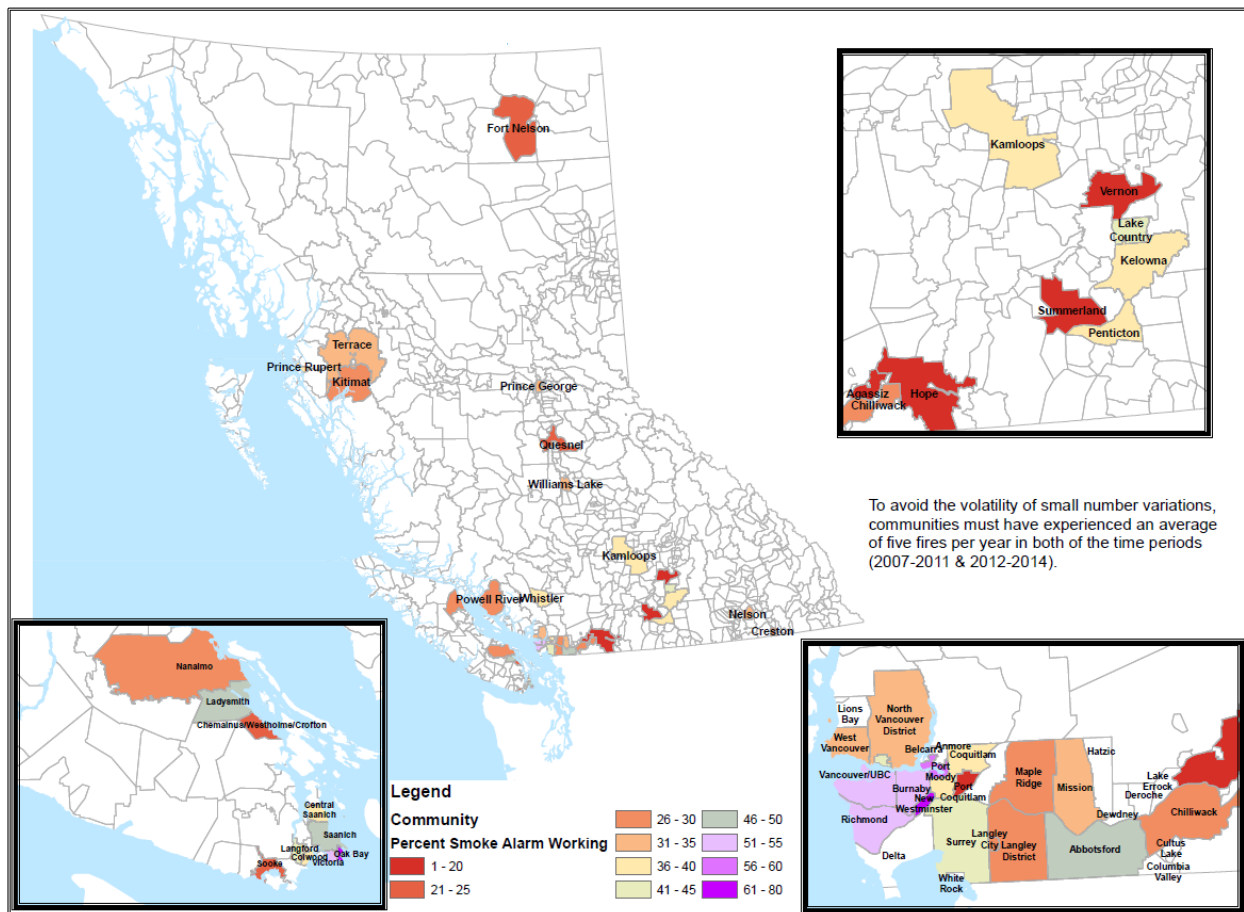 Fort Nelson
Terrace
Prince Rupert
Kitimat
Prince George
Quesnel
Williams Lake
Kamloops
Powell River
Whistler
Nelson
Creston
Kamloops
Vernon
Lake
Country
Kelowna
Summerland
Penticton
Agassiz
Hope
Chilliwack
To avoid the volatility of small number variations,
communities must have experienced an average
of five fires per year in both of the time periods
(2007-2011 & 2012-2014).
Nanaimo
Ladysmith
Chemainus/Westholme/Crofton
Central
Saanich
Saanich
Langford
Colwood
Oak Bay
Victoria
Sooke
Legend
Community
Percent Smoke Alarm Working
1 - 20
21 - 25
26 - 30
31 - 35
36 - 40
41 - 45
46 - 50
51 - 55
56 - 60
61 - 80
Lions
Bay
North
Vancouver
District
West
Vancouver
Belcarra
Anmore
Coquitlam
Hatzic
Vancouver/UBC
Port
Moody
Burnaby
New
Westminster
Port
Coquitlam
Maple
Ridge
Mission
Lake
Errock
Deroche
Dewdney
Chilliwack
Richmond
Delta
Surrey
Langley
City
Langley
District
Abbotsford
Cultus
Lake
Columbia
Valley
White
Rock